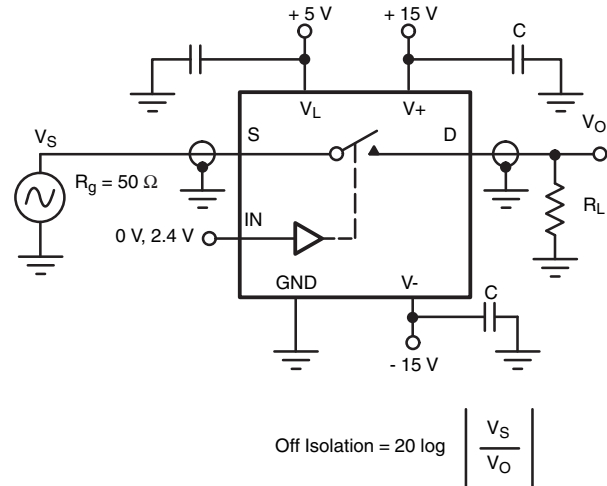 + 5 V
+ 15 V
C
V_L
V+
V_S
S
D
V_O
R_g = 50 Ω
R_L
IN
0 V, 2.4 V
GND
V-
C
- 15 V
Off Isolation = 20 log | V_S / V_O |